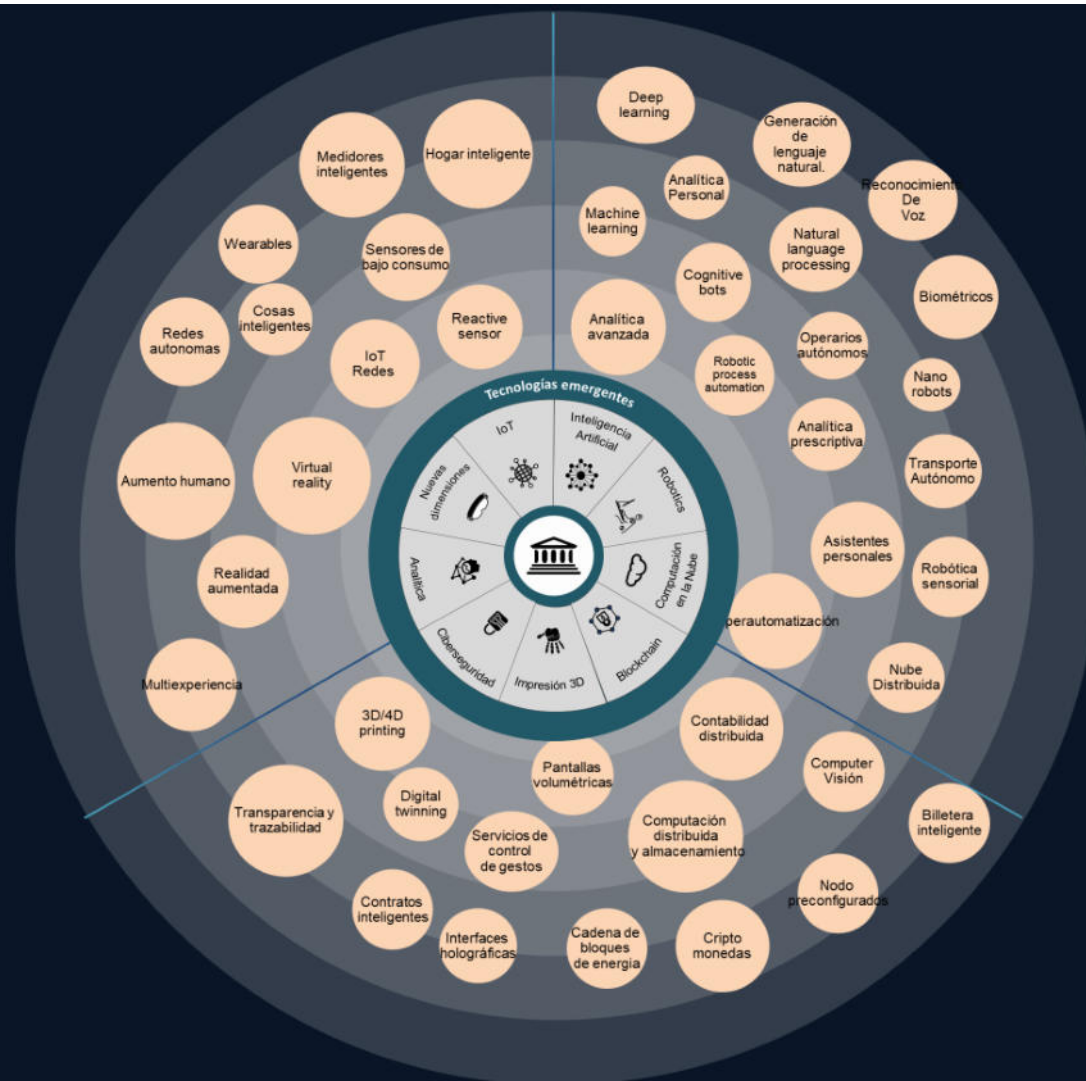 Deep
learning
Generación
de
lenguaje
natural.
Medidores
inteligentes
Hogar inteligente
Analítica
Personal
Reconocimiento
De
Voz
Machine
learning
Wearables
Sensores de
bajo consumo
Natural
language
processing
Cognitive
bots
Biométricos
Cosas
inteligentes
Redes
autonomas
Reactive
sensor
Analítica
avanzada
Operarios
autónomos
IoT
Redes
Robotic
process
automation
Nano
robots
Tecnologías emergentes
IoT
Inteligencia
Artificial
Analítica
prescriptiva
Nuevas
dimensiones
Robotics
Aumento humano
Virtual
reality
Transporte
Autónomo
Analítica
Computación
en la Nube
Asistentes
personales
Realidad
aumentada
Robótica
sensorial
Ciberseguridad
Impresión 3D
Blockchain
perautomatización
Multiexperiencia
Nube
Distribuida
3D/4D
printing
Contabilidad
distribuida
Pantallas
volumétricas
Computer
Visión
Transparencia y
trazabilidad
Digital
twinning
Servicios de
control
de gestos
Computación
distribuida
y almacenamiento
Billetera
inteligente
Contratos
inteligentes
Nodo
preconfigurados
Interfaces
holográficas
Cadena de
bloques
de energía
Cripto
monedas